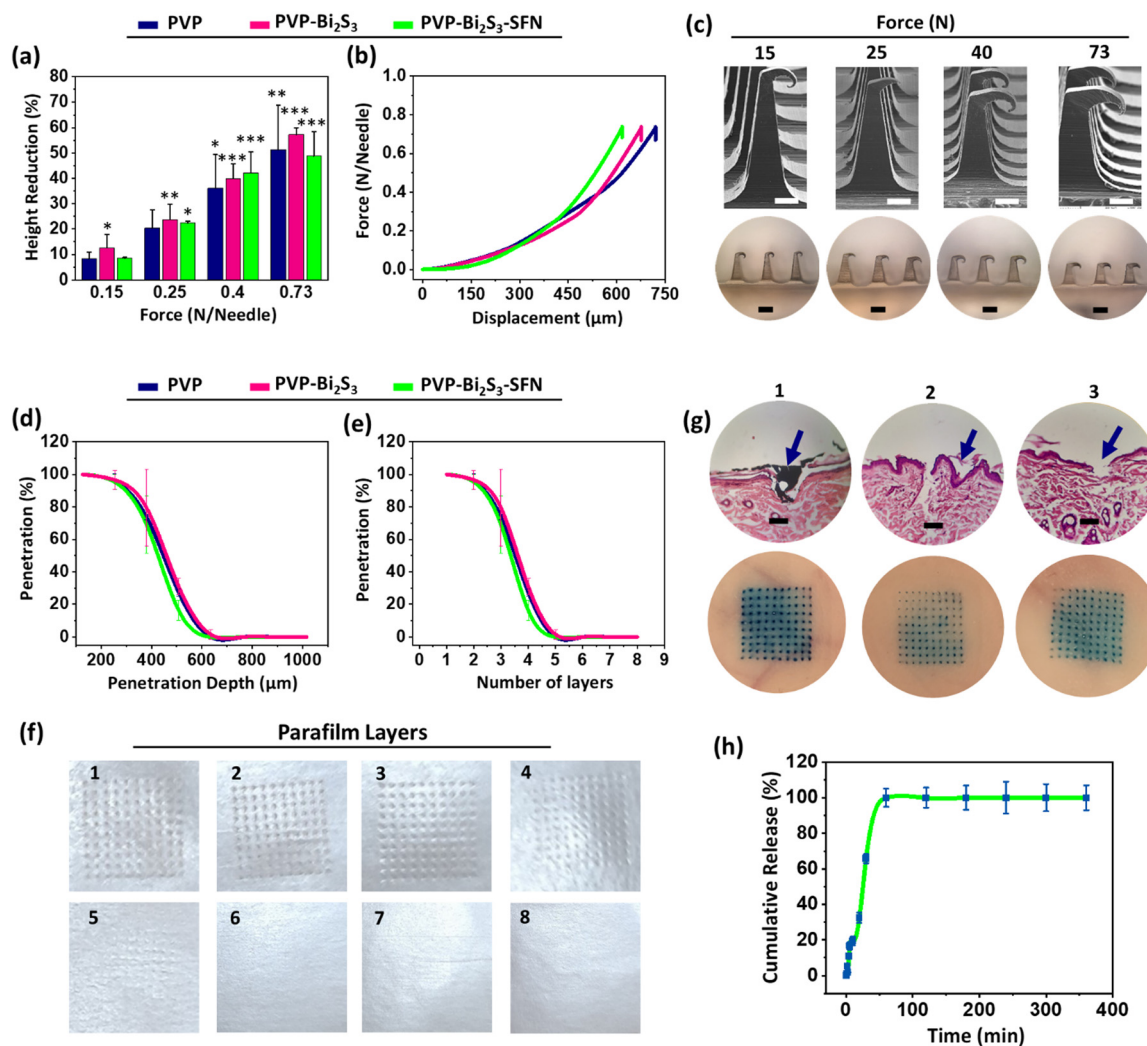 PVP PVP-Bi₂S₃ PVP-Bi₂S₃-SFN
(a)
Height Reduction (%)
80
70
60
50
40
30
20
10
0
*
** *
* *** ***
** *** ***
0.15 0.25 0.4 0.73
Force (N/Needle)
(b)
Force (N/Needle)
1.0
0.8
0.6
0.4
0.2
0.0
0 150 300 450 600 750
Displacement (µm)
(c)
Force (N)
15 25 40 73
PVP PVP-Bi₂S₃ PVP-Bi₂S₃-SFN
(d)
Penetration (%)
120
100
80
60
40
20
0
200 400 600 800 1000
Penetration Depth (µm)
(e)
Penetration (%)
120
100
80
60
40
20
0
0 1 2 3 4 5 6 7 8 9
Number of layers
(g)
1 2 3
(f)
Parafilm Layers
1 2 3 4
5 6 7 8
(h)
Cumulative Release (%)
120
100
80
60
40
20
0
0 100 200 300 400
Time (min)